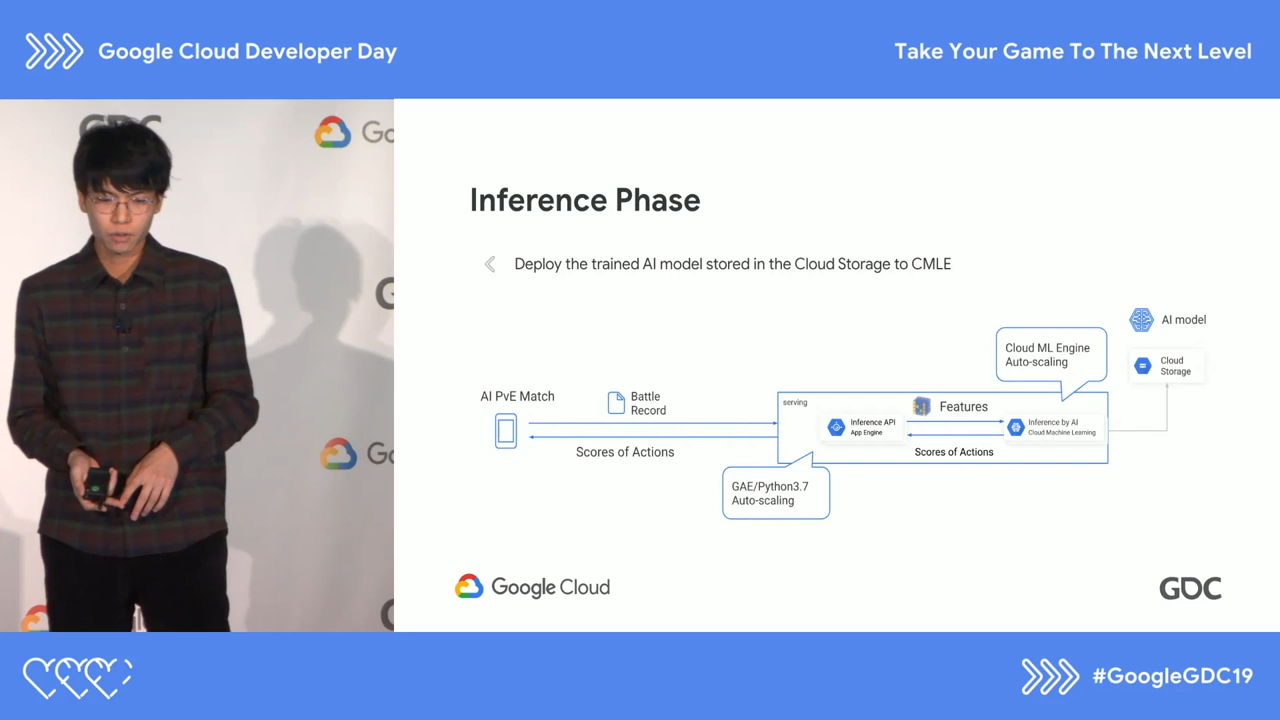 Google Cloud Developer Day
Take Your Game To The Next Level
GDC
Go
G
Go
Inference Phase
Deploy the trained AI model stored in the Cloud Storage to CMLE
AI model
Cloud
Storage
Cloud ML Engine
Auto-scaling
AI PvE Match
Battle
Record
Scores of Actions
serving
Inference API
App Engine
Features
Inference by AI
Cloud Machine Learning
Scores of Actions
GAE/Python3.7
Auto-scaling
Google Cloud
GDC
#GoogleGDC19